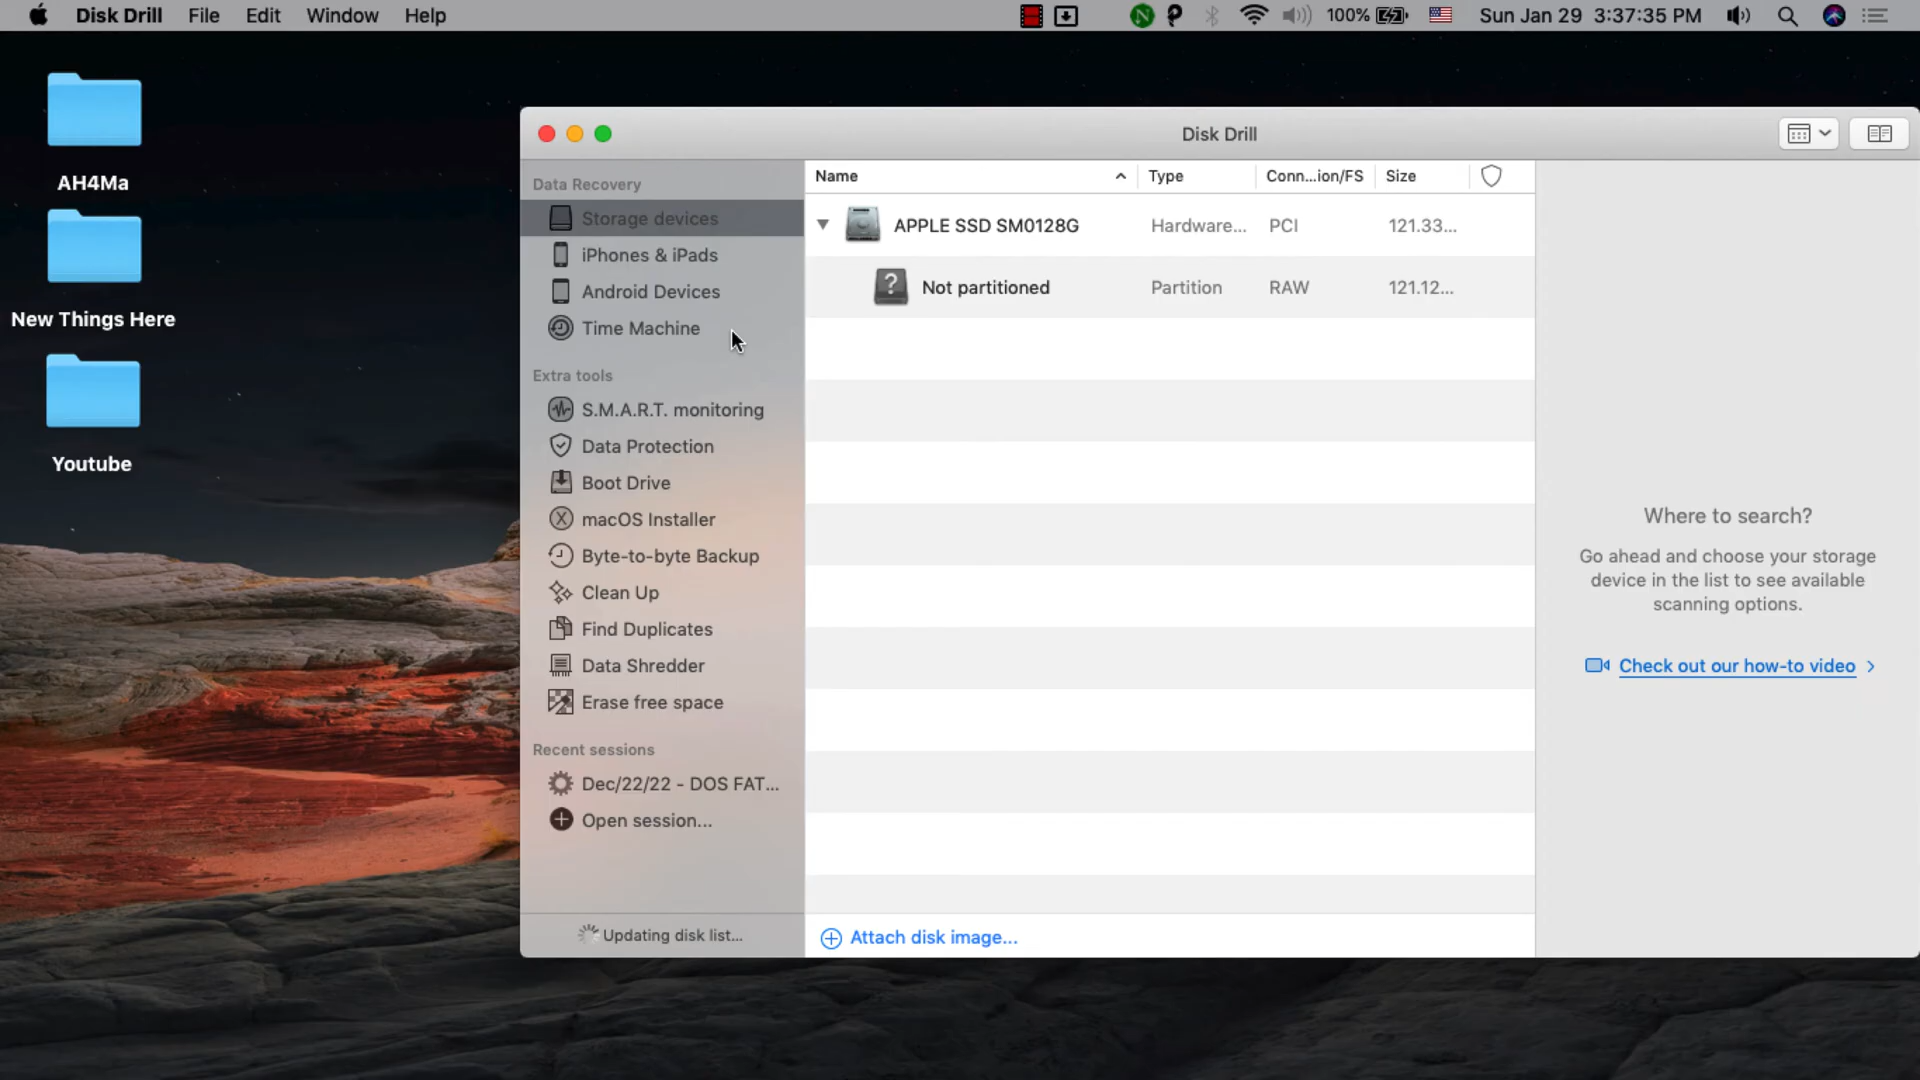 Disk Drill File Edit Window Help 100% Sun Jan 29 3:37:35 PM
AH4Ma
New Things Here
Youtube
Disk Drill
Data Recovery
Storage devices
iPhones & iPads
Android Devices
Time Machine
Extra tools
S.M.A.R.T. monitoring
Data Protection
Boot Drive
macOS Installer
Byte-to-byte Backup
Clean Up
Find Duplicates
Data Shredder
Erase free space
Recent sessions
Dec/22/22 - DOS FAT...
Open session...
Updating disk list...
Name Type Conn...ion/FS Size
APPLE SSD SM0128G Hardware... PCI 121.33...
Not partitioned Partition RAW 121.12...
Attach disk image...
Where to search?
Go ahead and choose your storage
device in the list to see available
scanning options.
Check out our how-to video